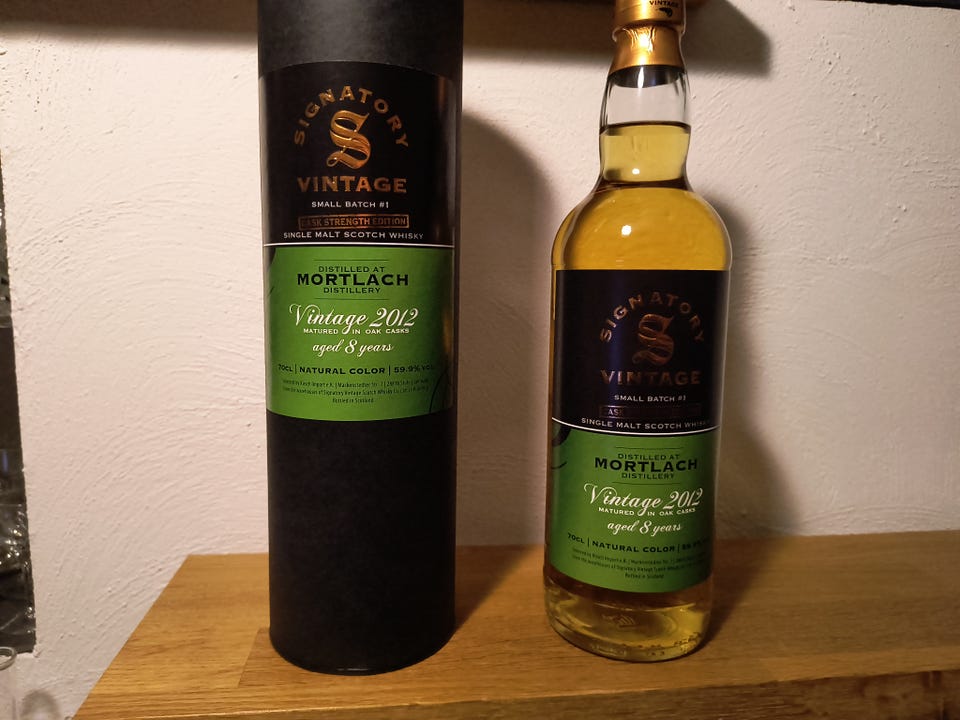 SIGNATORY
S
VINTAGE
SMALL BATCH #1
CASK STRENGTH EDITION
SINGLE MALT SCOTCH WHISKY
DISTILLED AT
MORTLACH
DISTILLERY
Vintage 2012
MATURED IN OAK CASKS
aged 8 years
70CL | NATURAL COLOR | 59.9% VOL
Bottled in Scotland
VINTAGE
SIGNATORY
S
VINTAGE
SMALL BATCH #1
SINGLE MALT SCOTCH WHISKY
DISTILLED AT
MORTLACH
DISTILLERY
Vintage 2012
MATURED IN OAK CASKS
aged 8 years
70CL | NATURAL COLOR |
Bottled in Scotland